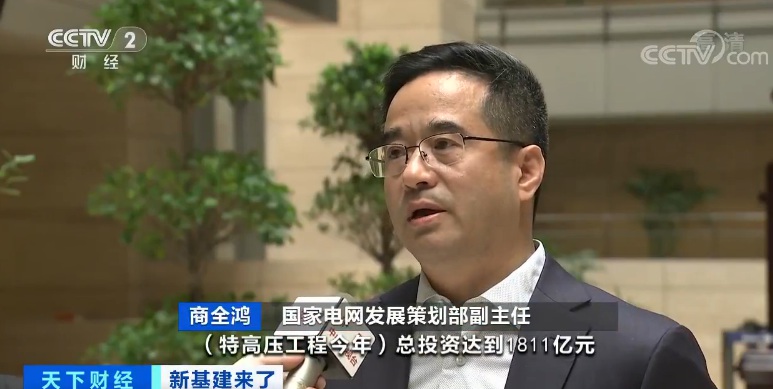 CCTV 2
财经
高清
CCTV.com
商全鸿 国家电网发展策划部副主任
（特高压工程今年）总投资达到1811亿元
天下财经 新基建来了